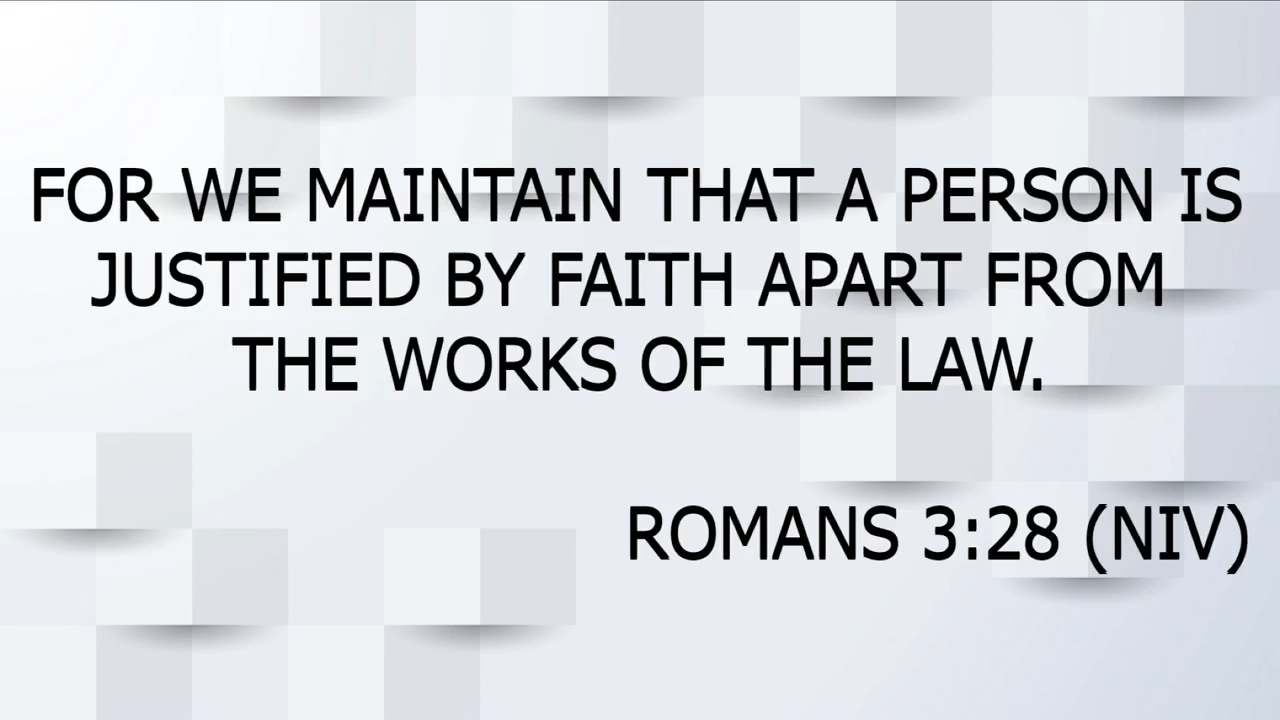 FOR WE MAINTAIN THAT A PERSON IS
JUSTIFIED BY FAITH APART FROM
THE WORKS OF THE LAW.
ROMANS 3:28 (NIV)